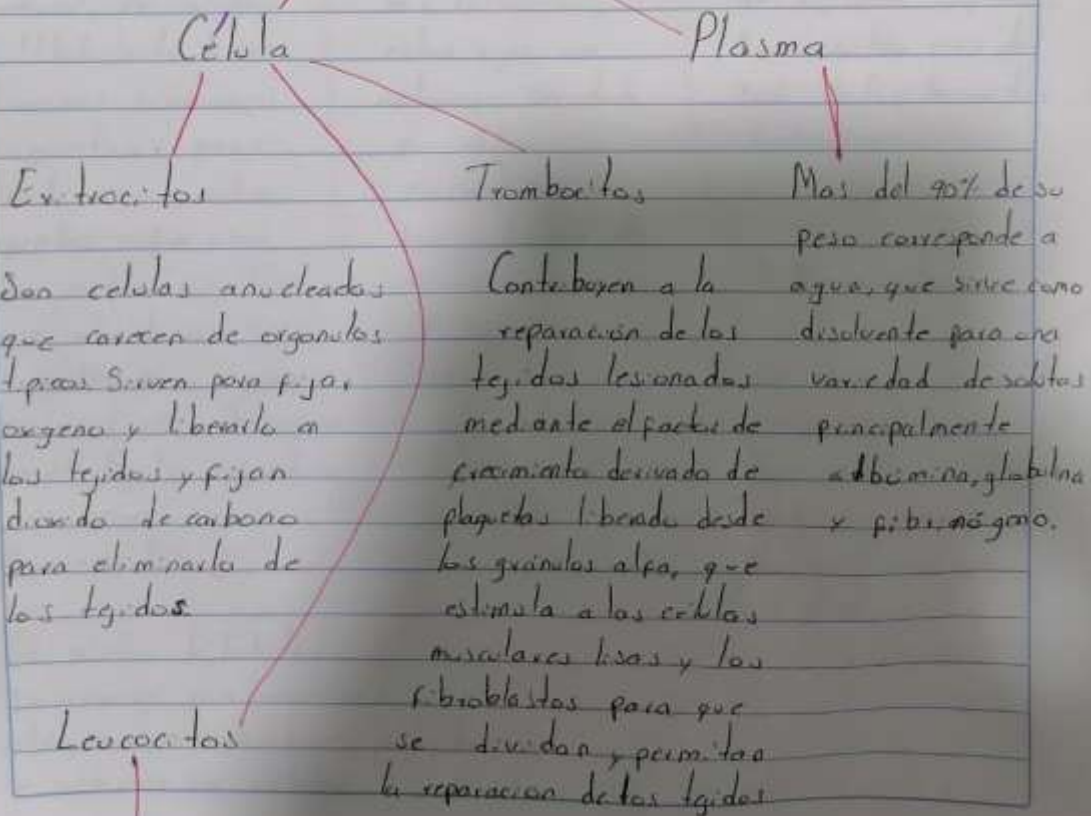 Célula
Plasma
Eritrocitos
Son celulas anucleadas
que carecen de organulos
tipicos Sirven para fijar
oxgeno y liberarlo en
los tejidos y fijan
dioxido de carbono
para eliminarlo de
los tejidos
Leucocitos
Trombocitos
Contribuyen a la
reparación de los
tejidos lesionados
mediante el factor de
crecimiento derivado de
plaquetas liberado desde
los gránulos alfa, que
estimula a las células
musculares lisas y los
fibroblastos para que
se dividan y permitan
la reparacion de los tejidos
Mas del 90% de su
peso corresponde a
agua, que sirve como
disolvente para una
variedad de solutos
principalmente
albumina, globulina
y fibrinógeno.